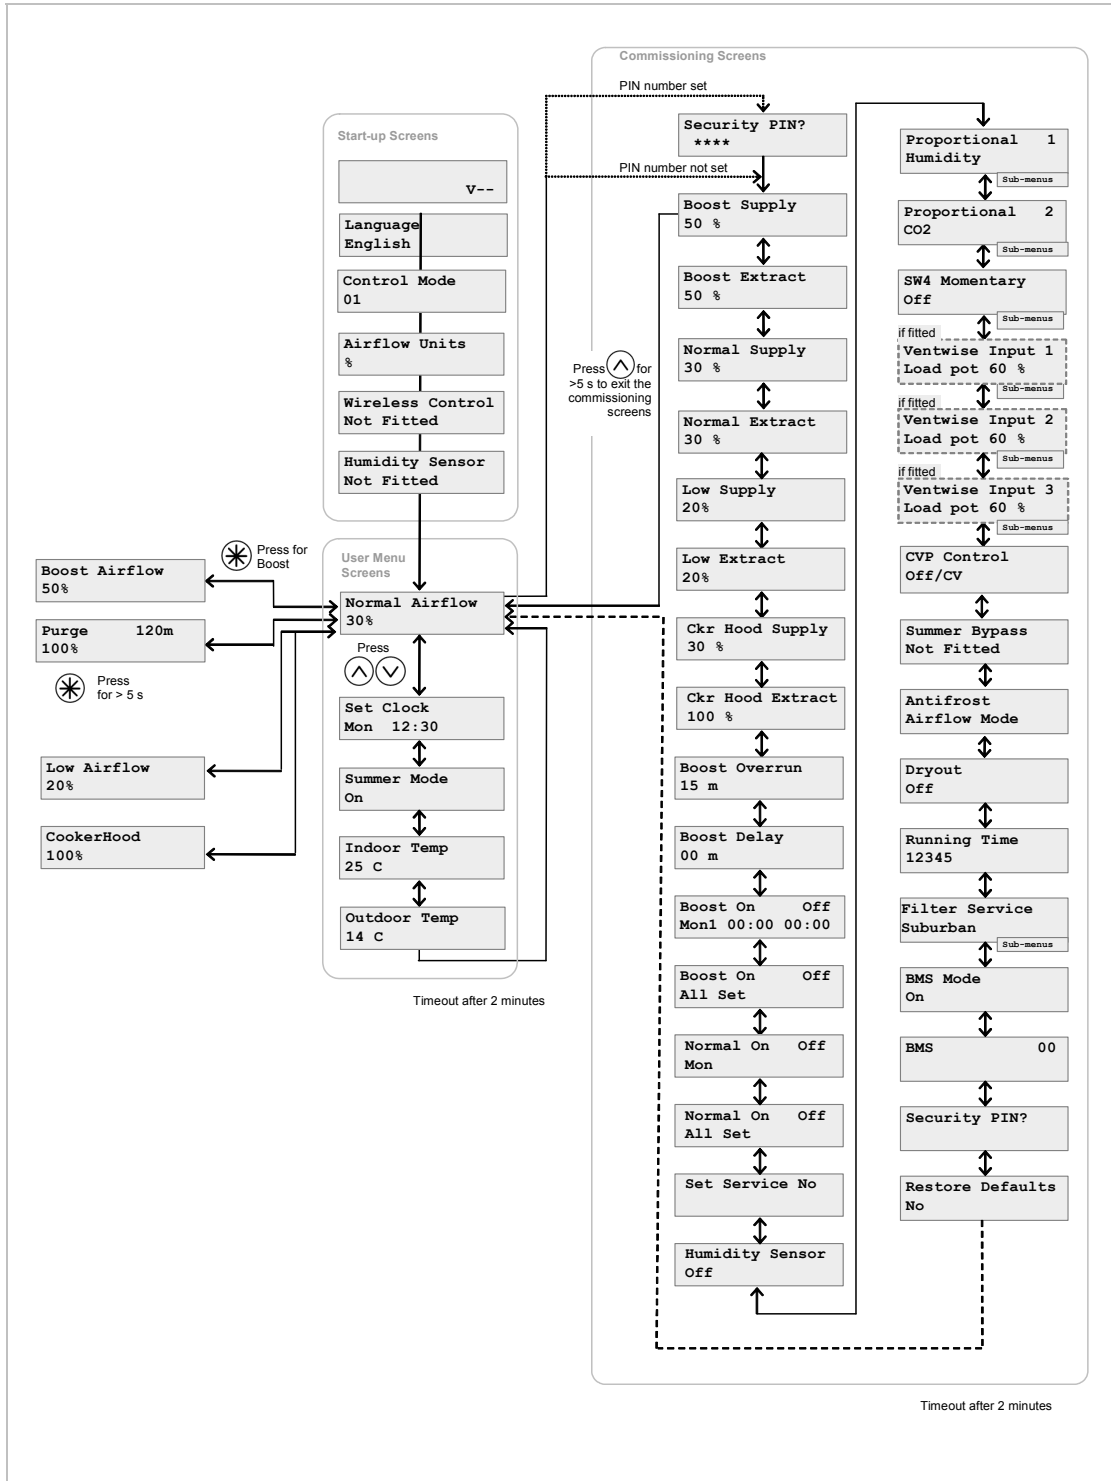 Commissioning Screens
PIN number set
Security PIN?
****
PIN number not set
Start-up Screens
V--
Language
English
Control Mode
01
Airflow Units
%
Wireless Control
Not Fitted
Humidity Sensor
Not Fitted
User Menu
Screens
Normal Airflow
30%
Press
Set Clock
Mon 12:30
Summer Mode
On
Indoor Temp
25 C
Outdoor Temp
14 C
Timeout after 2 minutes
Press for
Boost
Boost Airflow
50%
Purge 120m
100%
Press
for > 5 s
Low Airflow
20%
CookerHood
100%
Press for
>5 s to exit the
commissioning
screens
Boost Supply
50 %
Boost Extract
50 %
Normal Supply
30 %
Normal Extract
30 %
Low Supply
20%
Low Extract
20%
Ckr Hood Supply
30 %
Ckr Hood Extract
100 %
Boost Overrun
15 m
Boost Delay
00 m
Boost On Off
Mon1 00:00 00:00
Boost On Off
All Set
Normal On Off
Mon
Normal On Off
All Set
Set Service No
Humidity Sensor
Off
Proportional 1
Humidity
Sub-menus
Proportional 2
CO2
Sub-menus
SW4 Momentary
Off
Sub-menus
if fitted
Ventwise Input 1
Load pot 60 %
Sub-menus
if fitted
Ventwise Input 2
Load pot 60 %
Sub-menus
if fitted
Ventwise Input 3
Load pot 60 %
Sub-menus
CVP Control
Off/CV
Summer Bypass
Not Fitted
Antifrost
Airflow Mode
Dryout
Off
Running Time
12345
Filter Service
Suburban
Sub-menus
BMS Mode
On
BMS 00
Security PIN?
Restore Defaults
No
Timeout after 2 minutes